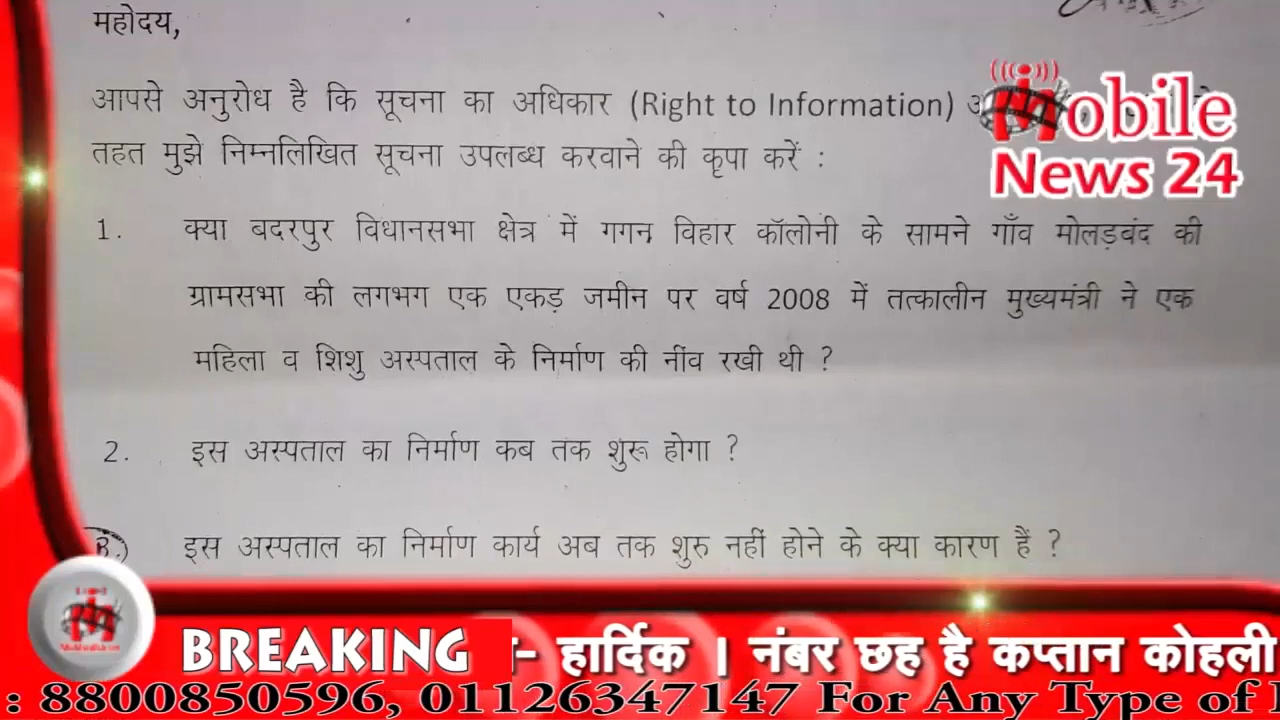 महोदय,
आपसे अनुरोध है कि सूचना का अधिकार (Right to Information)
तहत मुझे निम्नलिखित सूचना उपलब्ध करवाने की कृपा करें :
Mobile
News 24
1. क्या बदरपुर विधानसभा क्षेत्र में गगन विहार कॉलोनी के सामने गाँव मोलड़बंद की
ग्रामसभा की लगभग एक एकड़ जमीन पर वर्ष 2008 में तत्कालीन मुख्यमंत्री ने एक
महिला व शिशु अस्पताल के निर्माण की नींव रखी थी ?
2. इस अस्पताल का निर्माण कब तक शुरू होगा ?
इस अस्पताल का निर्माण कार्य अब तक शुरु नहीं होने के क्या कारण हैं ?
BREAKING - हार्दिक । नंबर छह है कप्तान कोहली
: 8800850596, 01126347147 For Any Type of